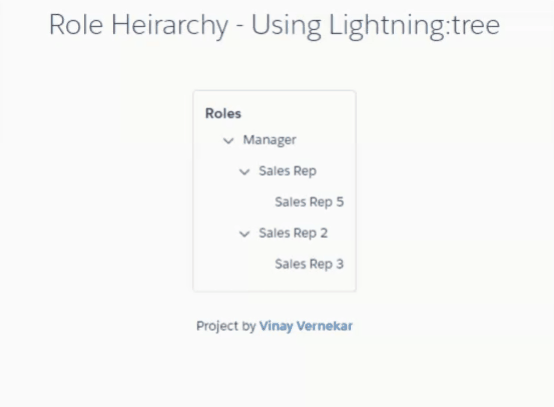 Role Heirarchy - Using Lightning:tree
Roles
Manager
Sales Rep
Sales Rep 5
Sales Rep 2
Sales Rep 3
Project by Vinay Vernekar